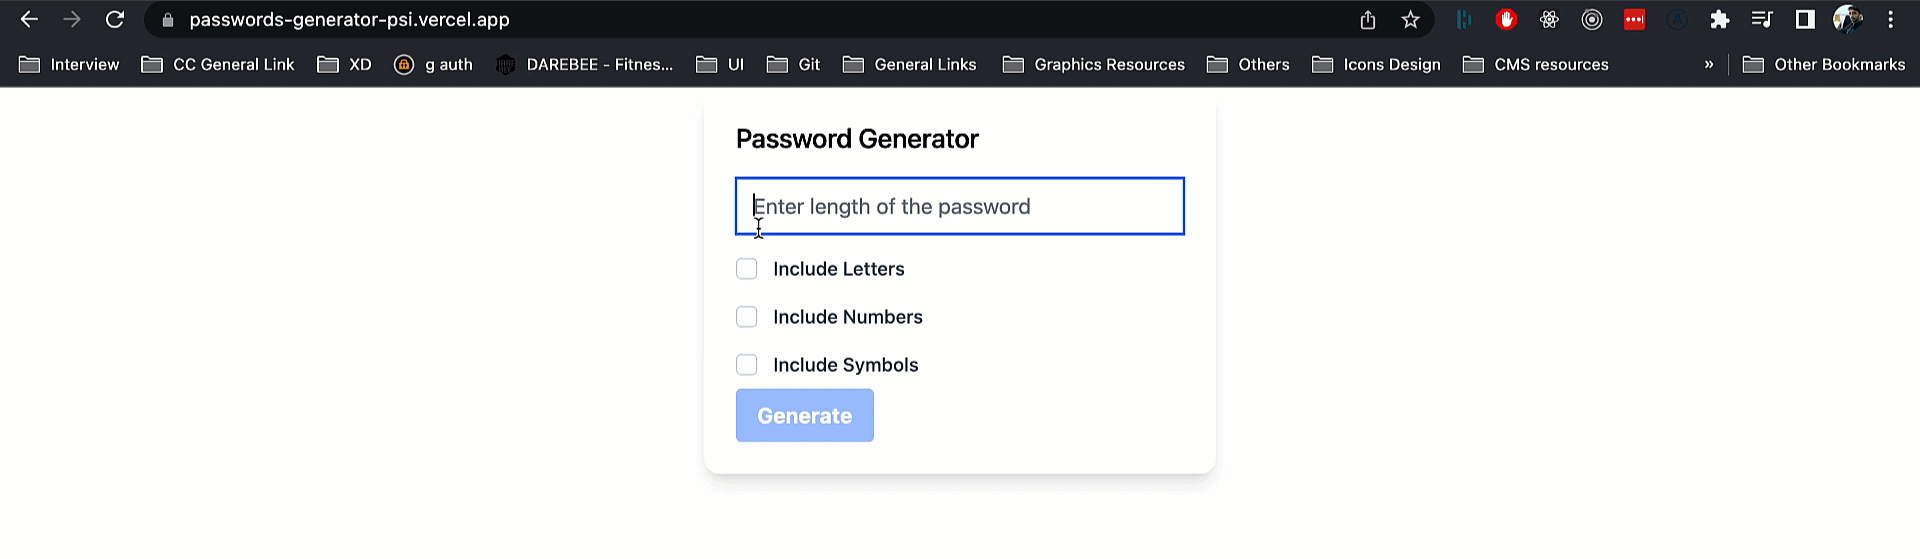 passwords-generator-psi.vercel.app
Interview CC General Link XD g auth DAREBEE - Fitnes... UI Git General Links Graphics Resources Others Icons Design CMS resources » Other Bookmarks
Password Generator
Enter length of the password
Include Letters
Include Numbers
Include Symbols
Generate